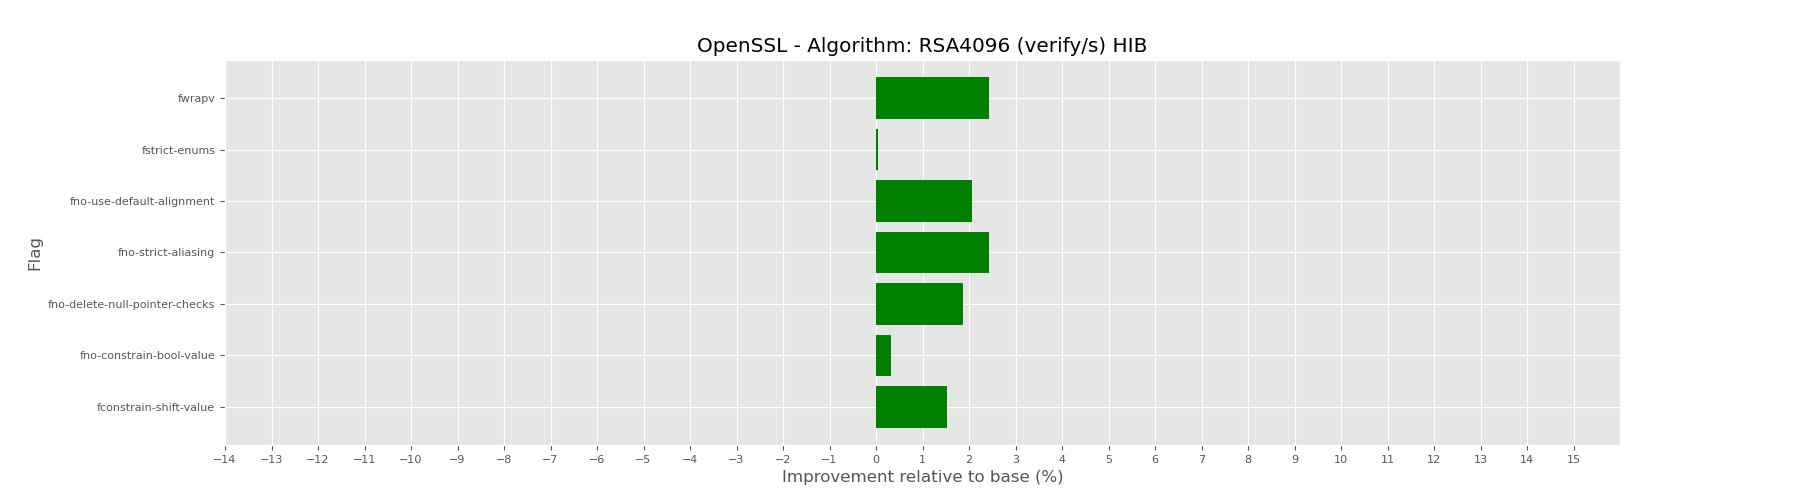 OpenSSL - Algorithm: RSA4096 (verify/s) HIB
Flag
fwrapv
fstrict-enums
fno-use-default-alignment
fno-strict-aliasing
fno-delete-null-pointer-checks
fno-constrain-bool-value
fconstrain-shift-value
−14 −13 −12 −11 −10 −9 −8 −7 −6 −5 −4 −3 −2 −1 0 1 2 3 4 5 6 7 8 9 10 11 12 13 14 15
Improvement relative to base (%)